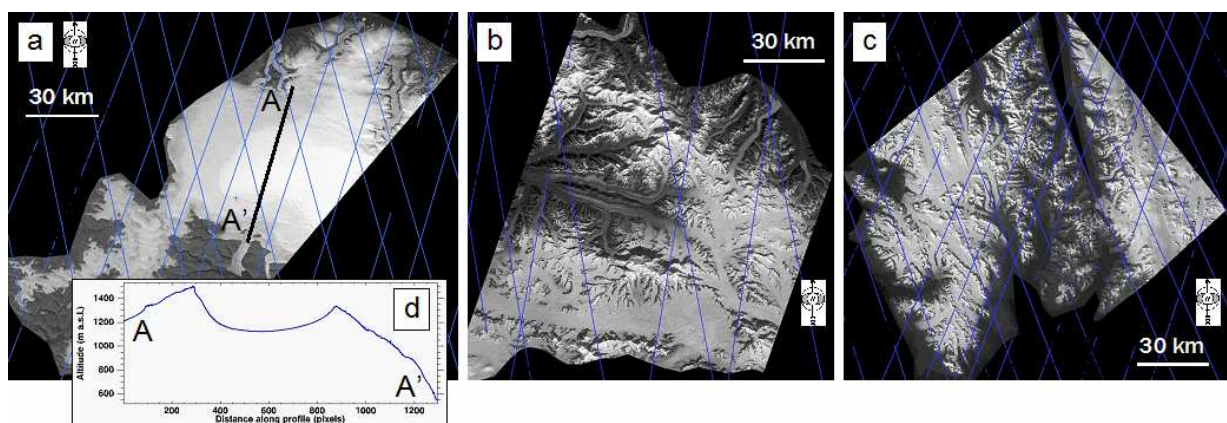 a
30 km
A
A'
b
30 km
c
30 km
d
Altitude (m a.s.l.)
1400
1200
1000
800
600
A
A'
200
400
600
800
1000
1200
Distance along profile (pixels)